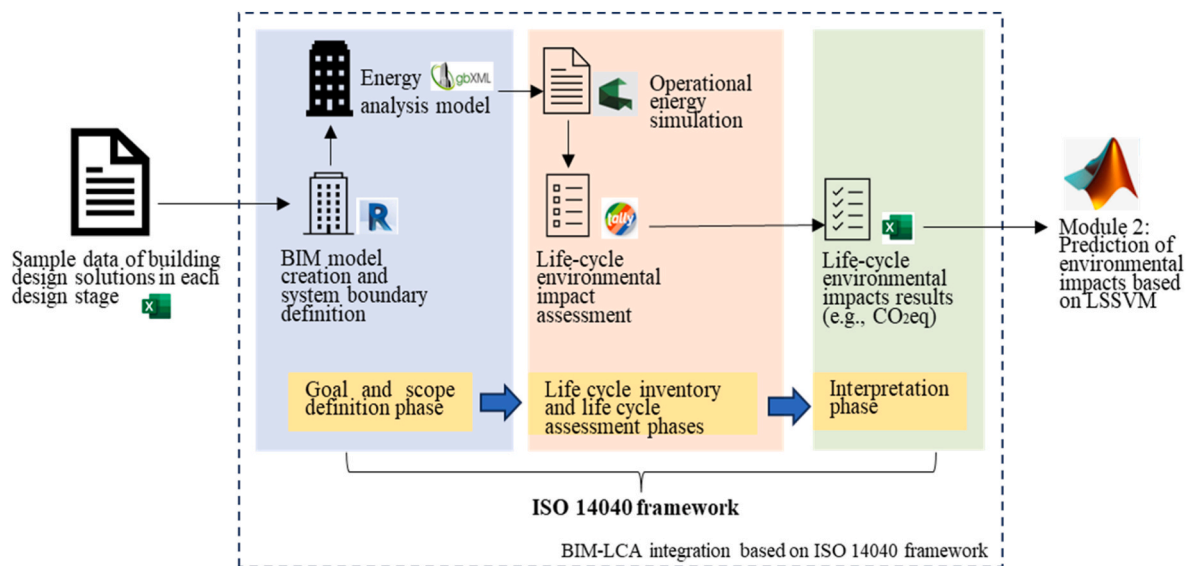 Energy
analysis model
gbXML
Operational
energy
simulation
Sample data of building
design solutions in each
design stage
X
R
BIM model
creation and
system boundary
definition
tally
Life-cycle
environmental
impact
assessment
X
Life-cycle
environmental
impacts results
(e.g., CO2eq)
Module 2:
Prediction of
environmental
impacts based
on LSSVM
Goal and scope
definition phase
Life cycle inventory
and life cycle
assessment phases
Interpretation
phase
ISO 14040 framework
BIM-LCA integration based on ISO 14040 framework